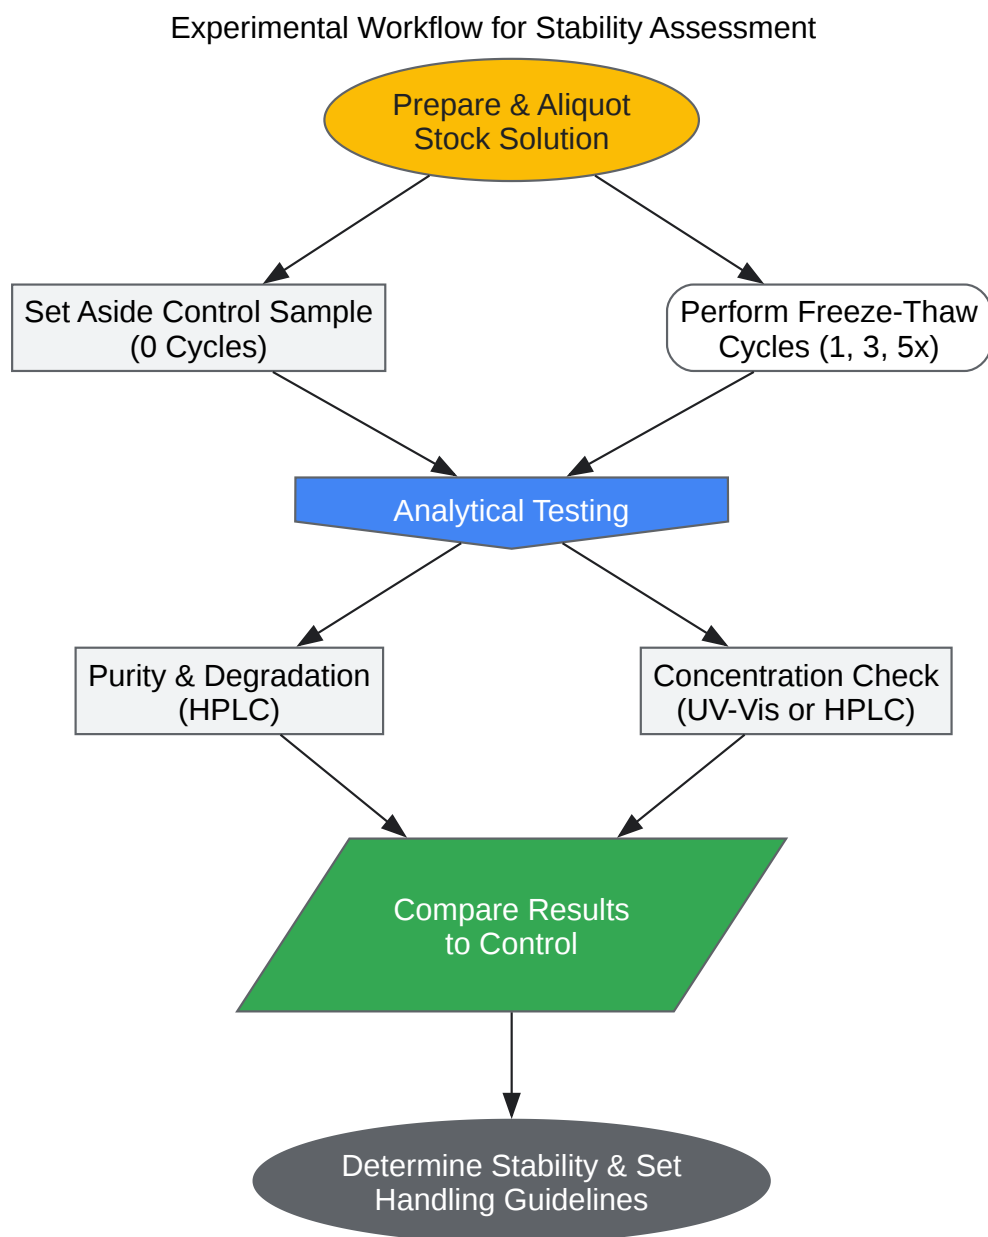 Experimental Workflow for Stability Assessment
Prepare & Aliquot
Stock Solution
Set Aside Control Sample
(0 Cycles)
Perform Freeze-Thaw
Cycles (1, 3, 5x)
Analytical Testing
Purity & Degradation
(HPLC)
Concentration Check
(UV-Vis or HPLC)
Compare Results
to Control
Determine Stability & Set
Handling Guidelines